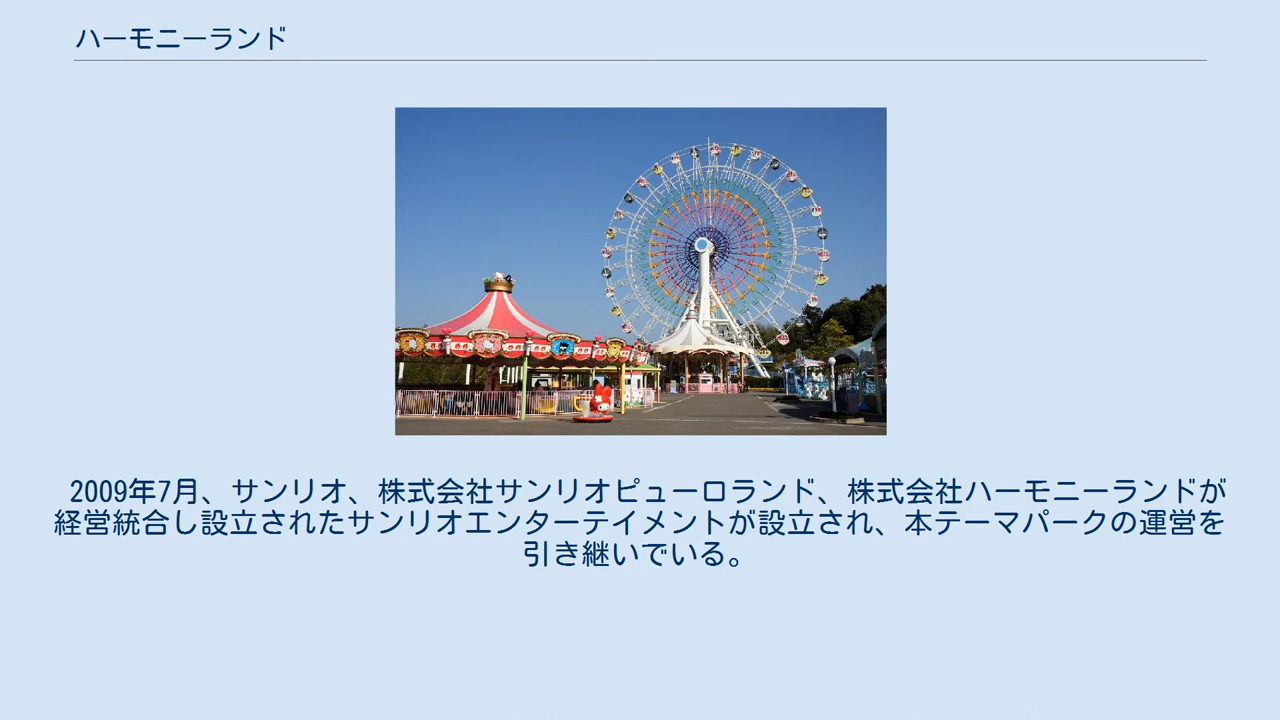 ハーモニーランド
2009年7月、サンリオ、株式会社サンリオピューロランド、株式会社ハーモニーランドが
経営統合し設立されたサンリオエンターテイメントが設立され、本テーマパークの運営を
引き継いでいる。